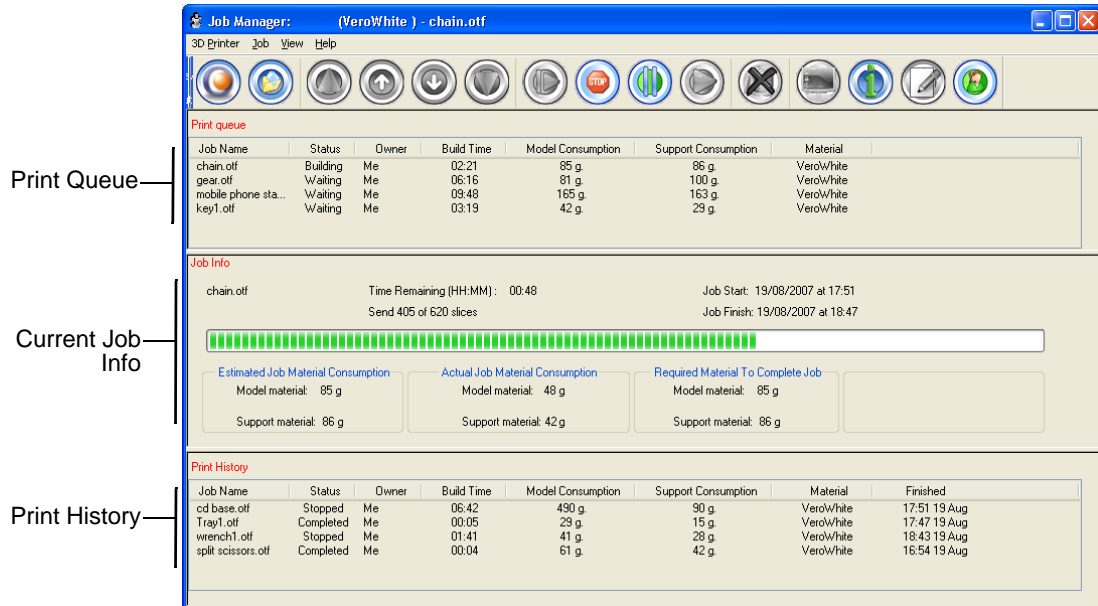 Job Manager: (VeroWhite ) - chain.otf
3D Printer Job View Help
STOP
Print queue
Job Name Status Owner Build Time Model Consumption Support Consumption Material
chain.otf Building Me 02:21 85 g. 86 g. VeroWhite
gear.otf Waiting Me 06:16 81 g. 100 g. VeroWhite
mobile phone sta... Waiting Me 09:48 165 g. 163 g. VeroWhite
key1.otf Waiting Me 03:19 42 g. 29 g. VeroWhite
Print Queue
Job Info
chain.otf Time Remaining (HH:MM) : 00:48 Job Start: 19/08/2007 at 17:51
Send 405 of 620 slices Job Finish: 19/08/2007 at 18:47
Current Job
Info
Estimated Job Material Consumption Actual Job Material Consumption Required Material To Complete Job
Model material: 85 g Model material: 48 g Model material: 85 g
Support material: 86 g Support material: 42 g Support material: 86 g
Print History
Job Name Status Owner Build Time Model Consumption Support Consumption Material Finished
cd base.otf Stopped Me 06:42 490 g. 90 g. VeroWhite 17:51 19 Aug
Tray1.otf Completed Me 00:05 29 g. 15 g. VeroWhite 17:47 19 Aug
wrench1.otf Stopped Me 01:41 41 g. 28 g. VeroWhite 18:43 19 Aug
split scissors.otf Completed Me 00:04 61 g. 42 g. VeroWhite 16:54 19 Aug
Print History